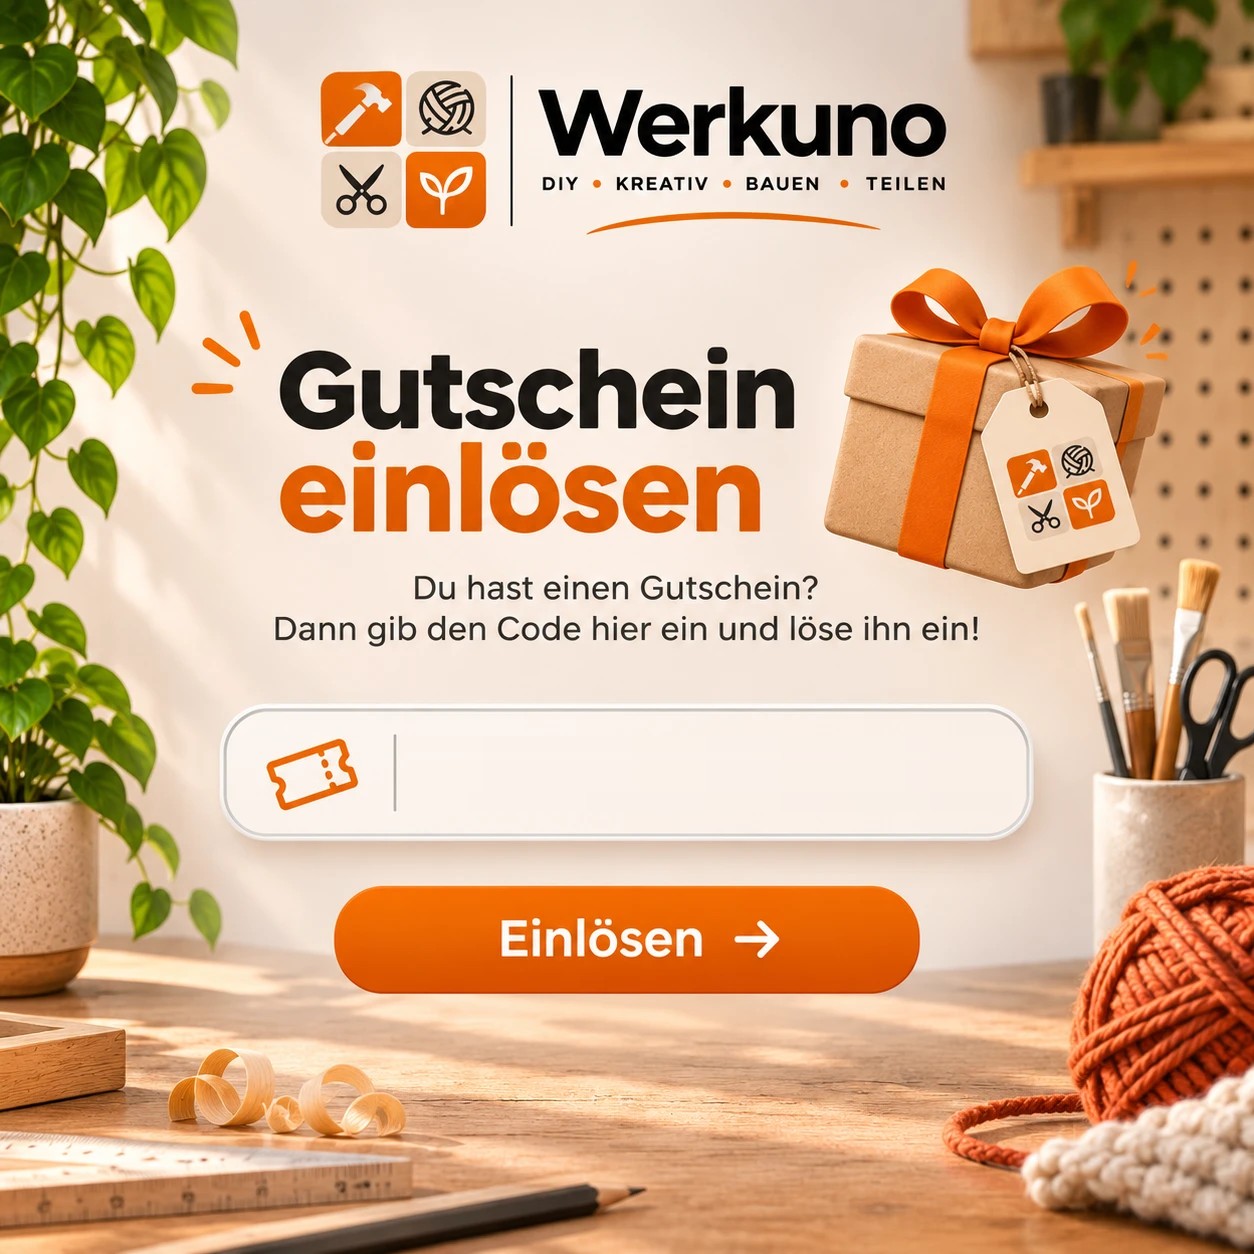 Werkuno
DIY • KREATIV • BAUEN • TEILEN
Gutschein
einlösen
Du hast einen Gutschein?
Dann gib den Code hier ein und löse ihn ein!
Einlösen →